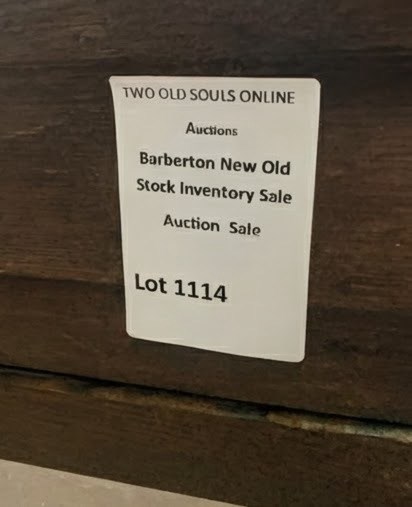 TWO OLD SOULS ONLINE
Auctions
Barberton New Old
Stock Inventory Sale
Auction Sale
Lot 1114